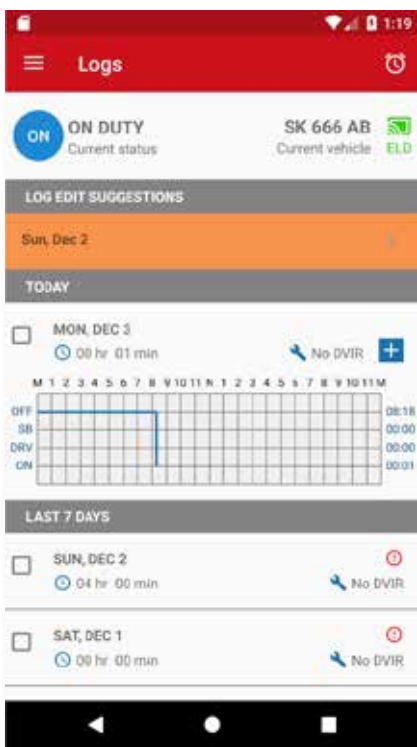 1:19
Logs
ON
ON DUTY
Current status
SK 666 AB
Current vehicle
ELD
LOG EDIT SUGGESTIONS
Sun, Dec 2
TODAY
MON, DEC 3
00 hr 01 min
No DVIR
M 1 2 3 4 5 6 7 8 9 10 11 N 1 2 3 4 5 6 7 8 9 10 11 M
OFF 08:18
SB 00:00
DRV 00:00
ON 00:01
LAST 7 DAYS
SUN, DEC 2
04 hr 00 min
No DVIR
SAT, DEC 1
00 hr 00 min
No DVIR